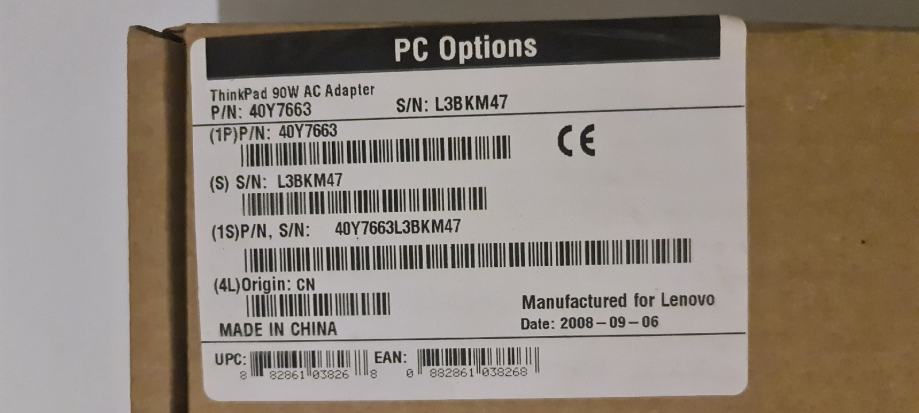 PC Options
ThinkPad 90W AC Adapter
P/N: 40Y7663 S/N: L3BKM47
(1P)P/N: 40Y7663
CE
(S) S/N: L3BKM47
(1S)P/N, S/N: 40Y7663L3BKM47
(4L)Origin: CN
Manufactured for Lenovo
MADE IN CHINA Date: 2008-09-06
UPC: EAN:
8 82861 03826 8 0 882861 038268